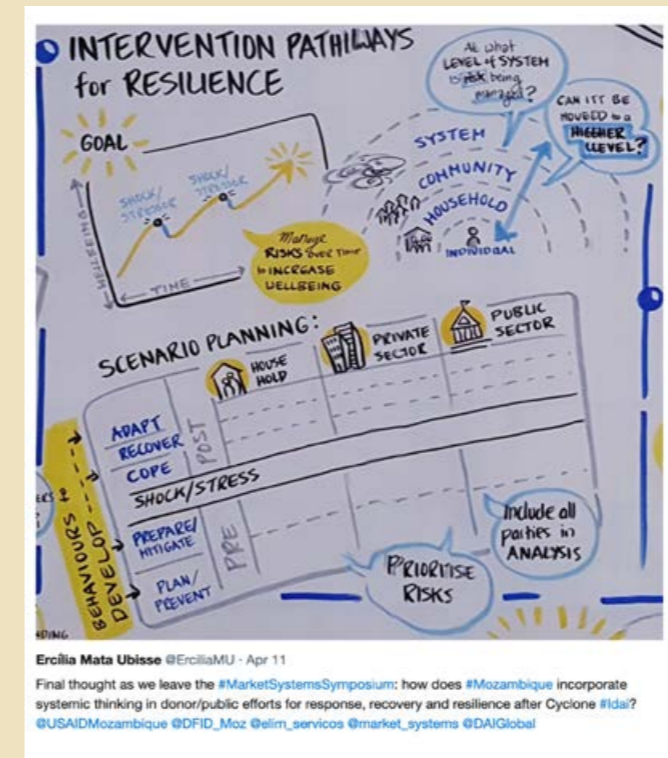 INTERVENTION PATHWAYS
for RESILIENCE
GOAL
SHOCK/
STRESSOR
SHOCK/
STRESSOR
WELLBEING
TIME
Manage
RISKS over TIME
to INCREASE
WELLBEING
At what
LEVEL of SYSTEM
is risk being
managed?
CAN IT BE
MOVED to a
HIGHER
LEVEL?
SYSTEM
COMMUNITY
HOUSEHOLD
INDIVIDUAL
SCENARIO PLANNING:
HOUSE
HOLD
PRIVATE
SECTOR
PUBLIC
SECTOR
ADAPT
RECOVER
COPE
POST
SHOCK/STRESS
PREPARE/
MITIGATE
PLAN/
PREVENT
PRE
BEHAVIOURS to
DEVELOP
PRIORITISE
RISKS
Include all
parties in
ANALYSIS
Ercília Mata Ubisse @ErciliaMU · Apr 11
Final thought as we leave the #MarketSystemsSymposium: how does #Mozambique incorporate
systemic thinking in donor/public efforts for response, recovery and resilience after Cyclone #Idai?
@USAIDMozambique @DFID_Moz @elim_servicos @market_systems @DAIGlobal